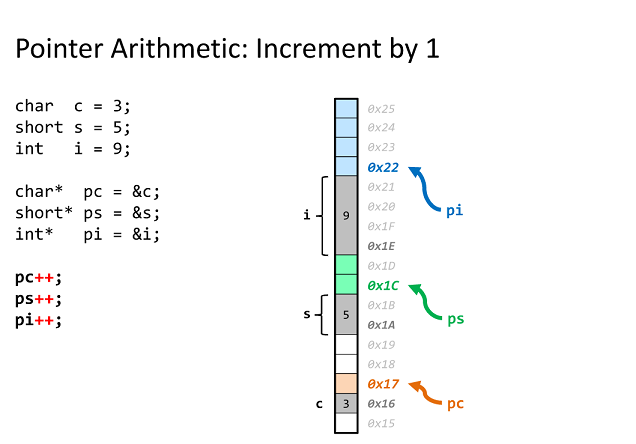 Pointer Arithmetic: Increment by 1
char  c = 3;
short s = 5;
int   i = 9;
char*  pc = &c;
short* ps = &s;
int*   pi = &i;
pc++;
ps++;
pi++;
0x25
0x24
0x23
0x22
0x21
pi
i 9 0x20
0x1F
0x1E
0x1D
0x1C
0x1B
s 5
ps
0x1A
0x19
0x18
0x17
c 3 0x16
pc
0x15